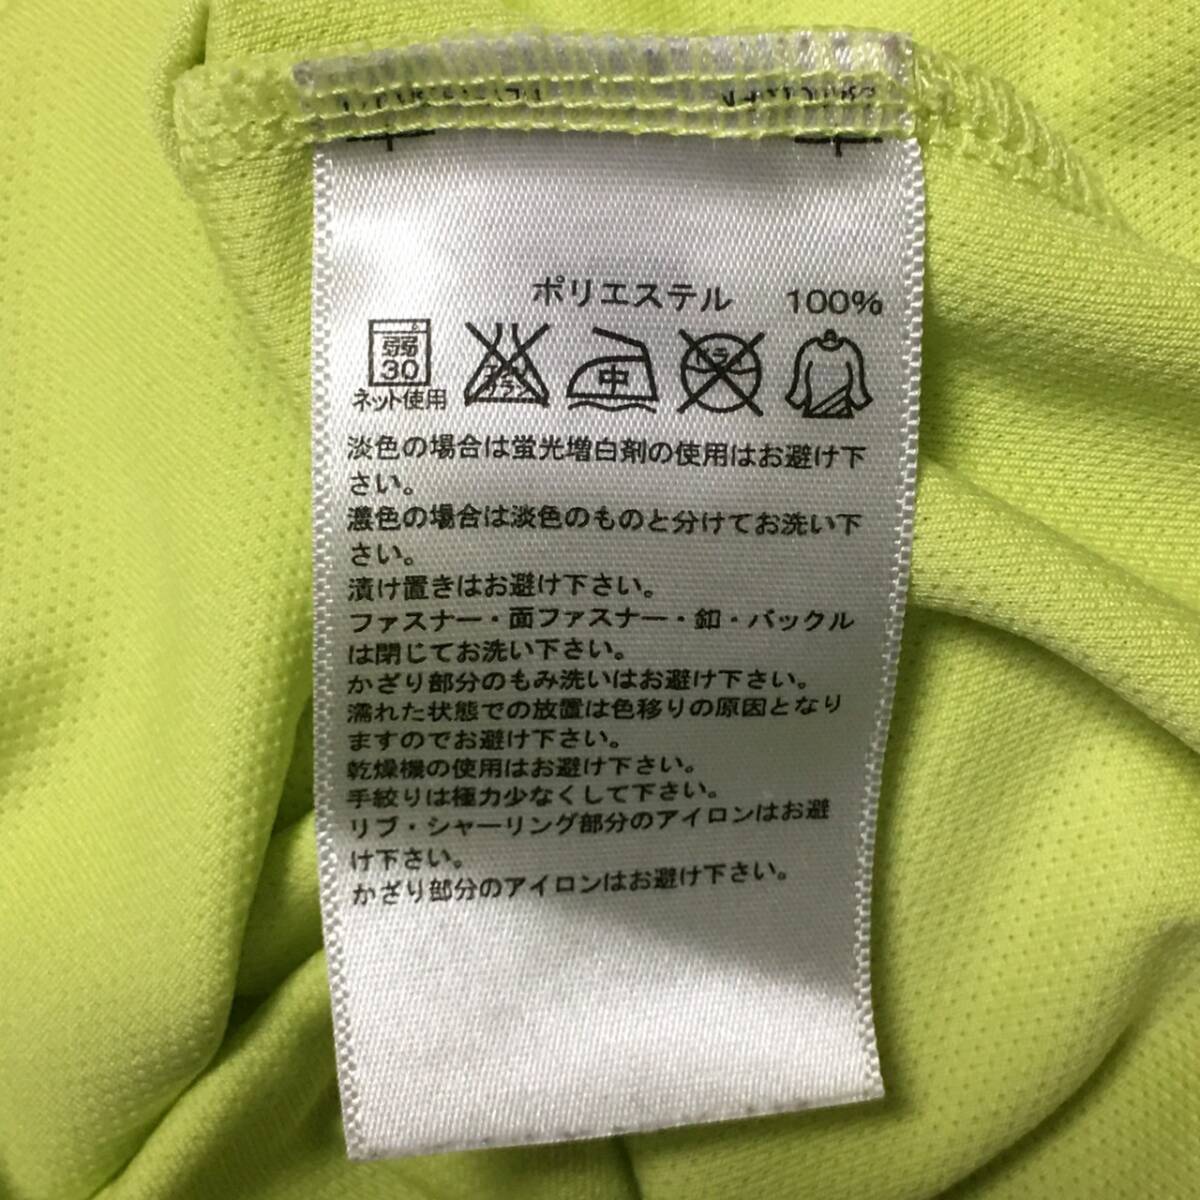 ポリエステル 100%
弱
30
ネット使用
中
ドライ
淡色の場合は蛍光増白剤の使用はお避け下
さい。
濃色の場合は淡色のものと分けてお洗い下
さい。
漬け置きはお避け下さい。
ファスナー・面ファスナー・釦・バックル
は閉じてお洗い下さい。
かざり部分のもみ洗いはお避け下さい。
濡れた状態での放置は色移りの原因となり
ますのでお避け下さい。
乾燥機の使用はお避け下さい。
手絞りは極力少なくして下さい。
リブ・シャーリング部分のアイロンはお避
け下さい。
かざり部分のアイロンはお避け下さい。